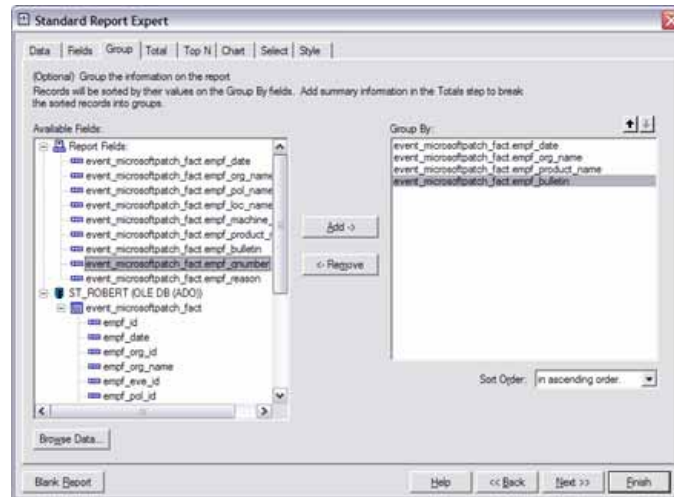 Standard Report Expert
Data Fields Group Total Top N Chart Select Style
(Optional) Group the information on the report
Records will be sorted by their values on the Group By fields. Add summary information in the Totals step to break
the sorted records into groups.
Available Fields:
Report Fields:
event_microsoftpatch_fact.empf_date
event_microsoftpatch_fact.empf_org_name
event_microsoftpatch_fact.empf_pol_name
event_microsoftpatch_fact.empf_loc_name
event_microsoftpatch_fact.empf_machine_
event_microsoftpatch_fact.empf_product_r
event_microsoftpatch_fact.empf_bulletin
event_microsoftpatch_fact.empf_qnumber
event_microsoftpatch_fact.empf_reason
ST_ROBERT (OLE DB (ADO))
event_microsoftpatch_fact
empf_id
empf_date
empf_org_id
empf_org_name
empf_eve_id
empf_pol_id
Browse Data...
Add ->
<- Remove
Group By:
event_microsoftpatch_fact.empf_date
event_microsoftpatch_fact.empf_org_name
event_microsoftpatch_fact.empf_product_name
event_microsoftpatch_fact.empf_bulletin
Sort Order: in ascending order.
Blank Report Help << Back Next >> Finish